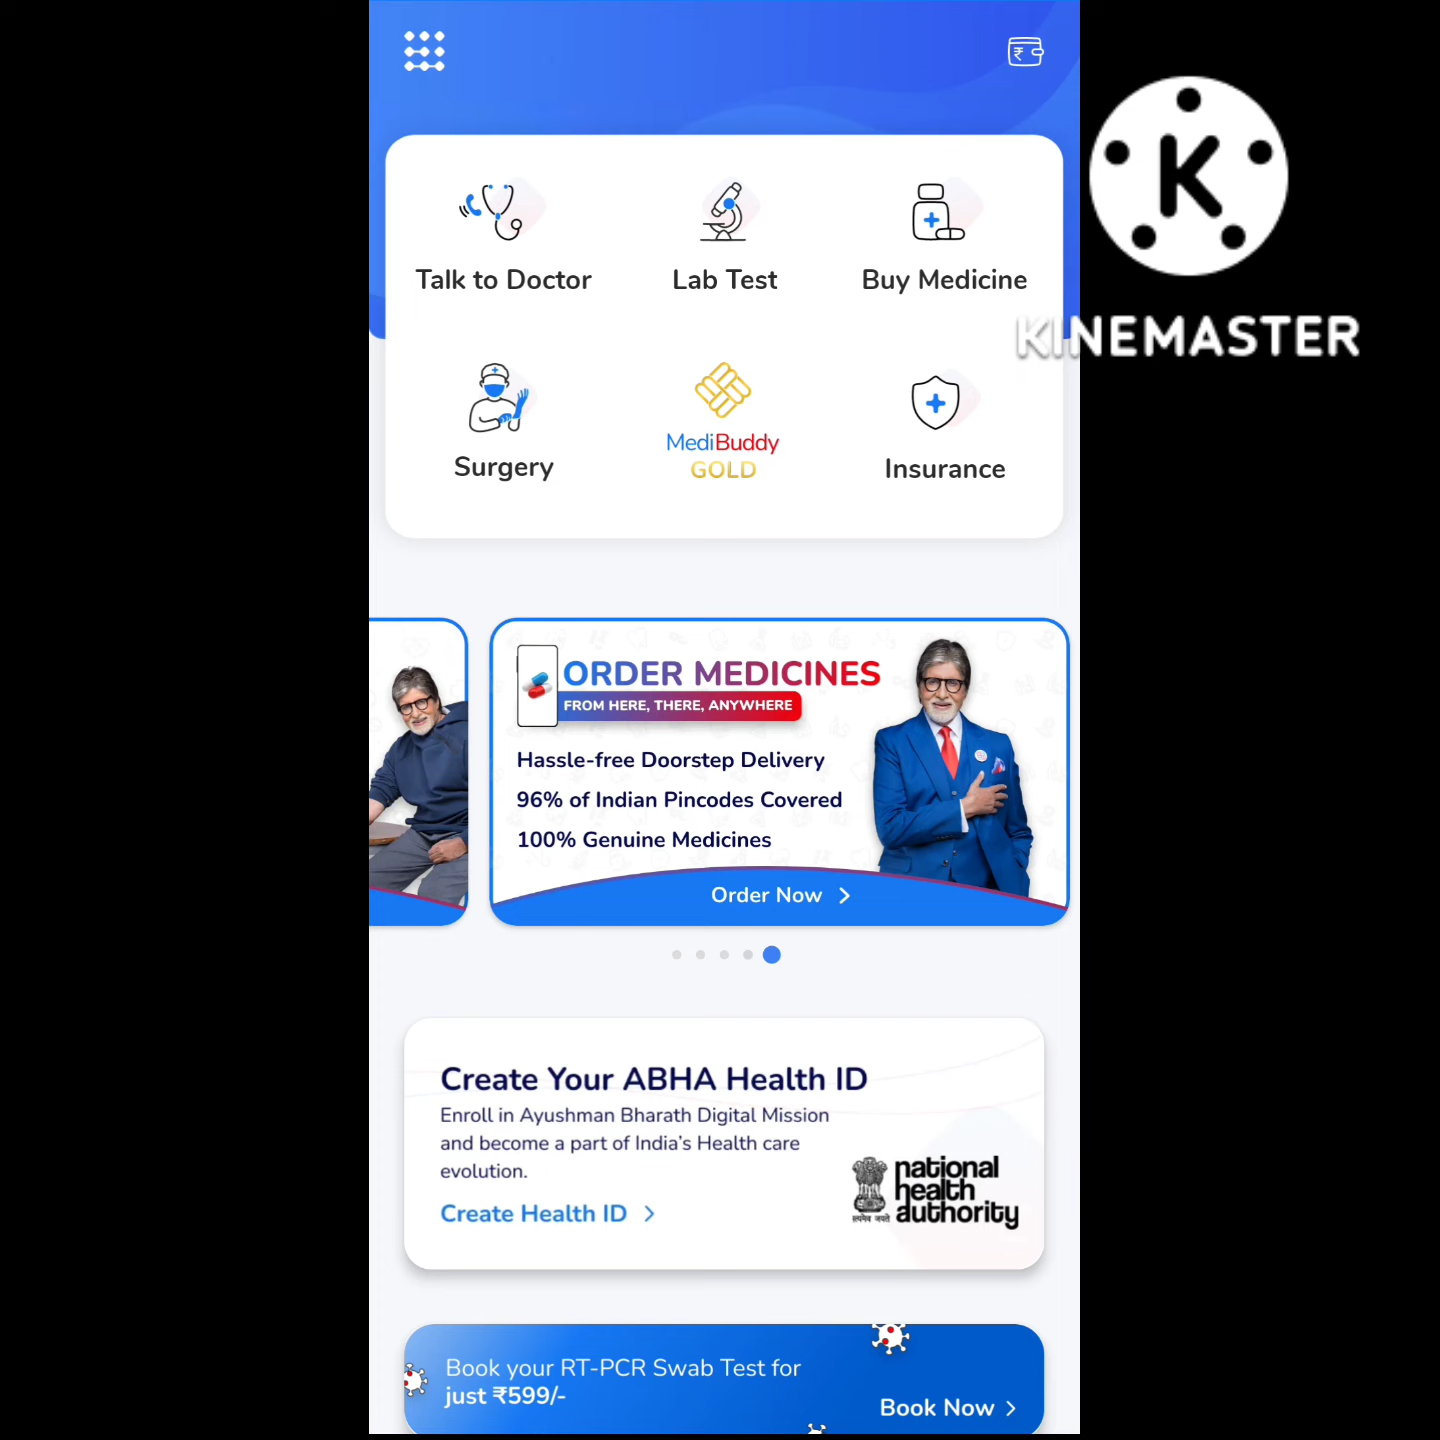 K
KINEMASTER
Talk to Doctor
Lab Test
Buy Medicine
Surgery
MediBuddy
GOLD
Insurance
ORDER MEDICINES
FROM HERE, THERE, ANYWHERE
Hassle-free Doorstep Delivery
96% of Indian Pincodes Covered
100% Genuine Medicines
Order Now
Create Your ABHA Health ID
Enroll in Ayushman Bharath Digital Mission
and become a part of India's Health care
evolution.
Create Health ID
national
health
authority
सत्यमेव जयते
Book your RT-PCR Swab Test for
just ₹599/-
Book Now